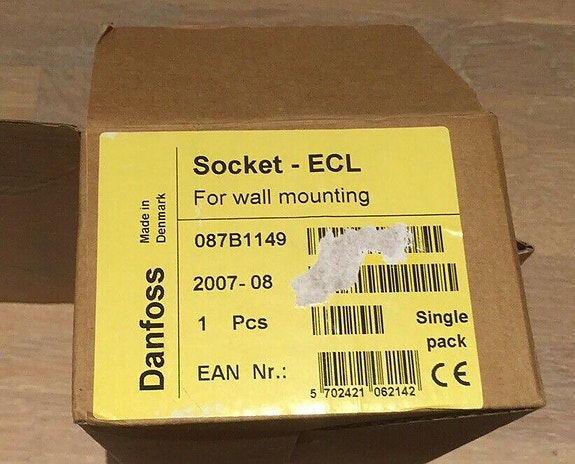 Danfoss
Made in
Denmark
Socket - ECL
For wall mounting
087B1149
2007-08
1 Pcs
Single
pack
EAN Nr.:
5 702421 062142
CE